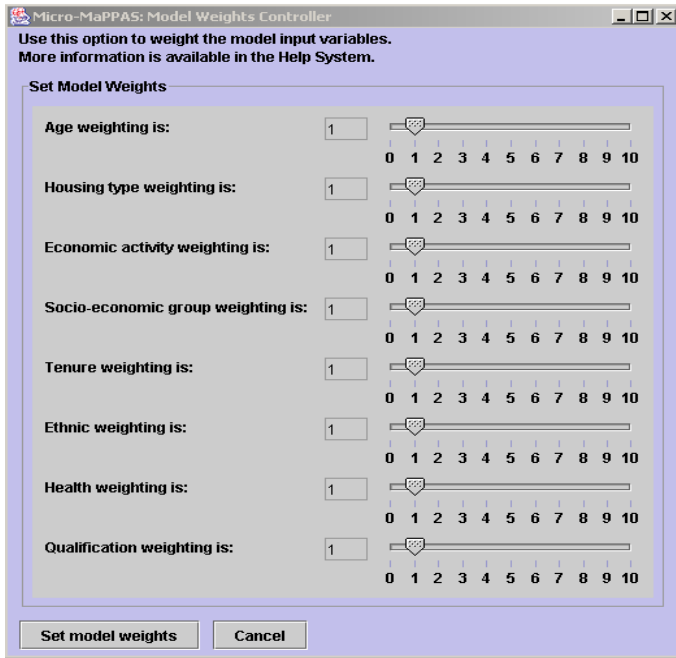 Micro-MaPPAS: Model Weights Controller
Use this option to weight the model input variables.
More information is available in the Help System.
Set Model Weights
Age weighting is: 1
0 1 2 3 4 5 6 7 8 9 10
Housing type weighting is: 1
0 1 2 3 4 5 6 7 8 9 10
Economic activity weighting is: 1
0 1 2 3 4 5 6 7 8 9 10
Socio-economic group weighting is: 1
0 1 2 3 4 5 6 7 8 9 10
Tenure weighting is: 1
0 1 2 3 4 5 6 7 8 9 10
Ethnic weighting is: 1
0 1 2 3 4 5 6 7 8 9 10
Health weighting is: 1
0 1 2 3 4 5 6 7 8 9 10
Qualification weighting is: 1
0 1 2 3 4 5 6 7 8 9 10
Set model weights Cancel